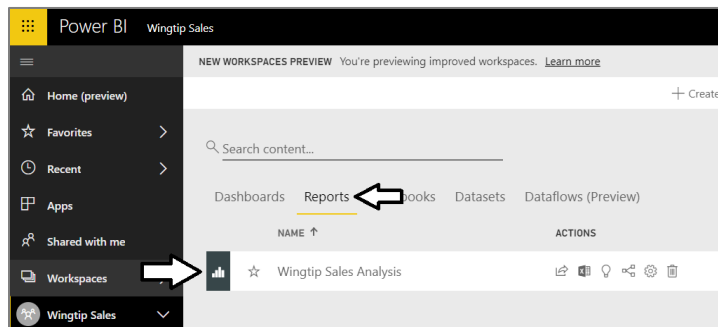 Power BI Wingtip Sales
NEW WORKSPACES PREVIEW You're previewing improved workspaces. Learn more
Home (preview)
+ Create
Favorites
Search content...
Recent
Dashboards Reports books Datasets Dataflows (Preview)
Apps
NAME ↑ ACTIONS
Shared with me
Wingtip Sales Analysis
Workspaces
Wingtip Sales